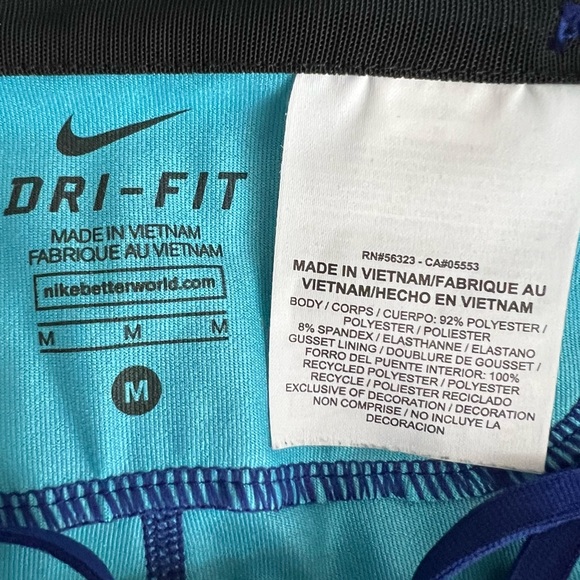 DRI-FIT
MADE IN VIETNAM
FABRIQUE AU VIETNAM
nikebetterworld.com
M M M
M
RN#56323 - CA#05553
MADE IN VIETNAM/FABRIQUE AU
VIETNAM/HECHO EN VIETNAM
BODY / CORPS / CUERPO: 92% POLYESTER /
POLYESTER / POLIESTER
8% SPANDEX / ELASTHANNE / ELASTANO
GUSSET LINING / DOUBLURE DE GOUSSET /
FORRO DEL PUENTE INTERIOR: 100%
RECYCLED POLYESTER / POLYESTER
RECYCLE / POLIESTER RECICLADO
EXCLUSIVE OF DECORATION / DECORATION
NON COMPRISE / NO INCLUYE LA
DECORACION